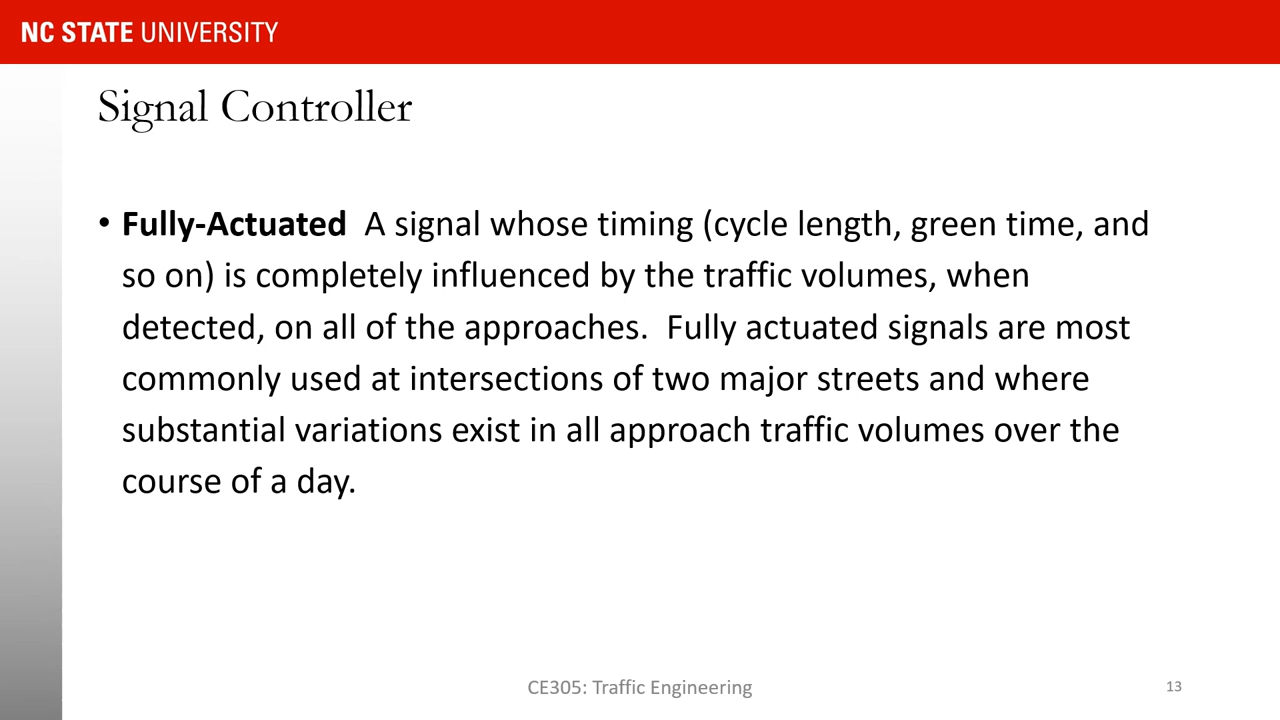 NC STATE UNIVERSITY
Signal Controller
• Fully-Actuated  A signal whose timing (cycle length, green time, and
so on) is completely influenced by the traffic volumes, when
detected, on all of the approaches.  Fully actuated signals are most
commonly used at intersections of two major streets and where
substantial variations exist in all approach traffic volumes over the
course of a day.
CE305: Traffic Engineering
13